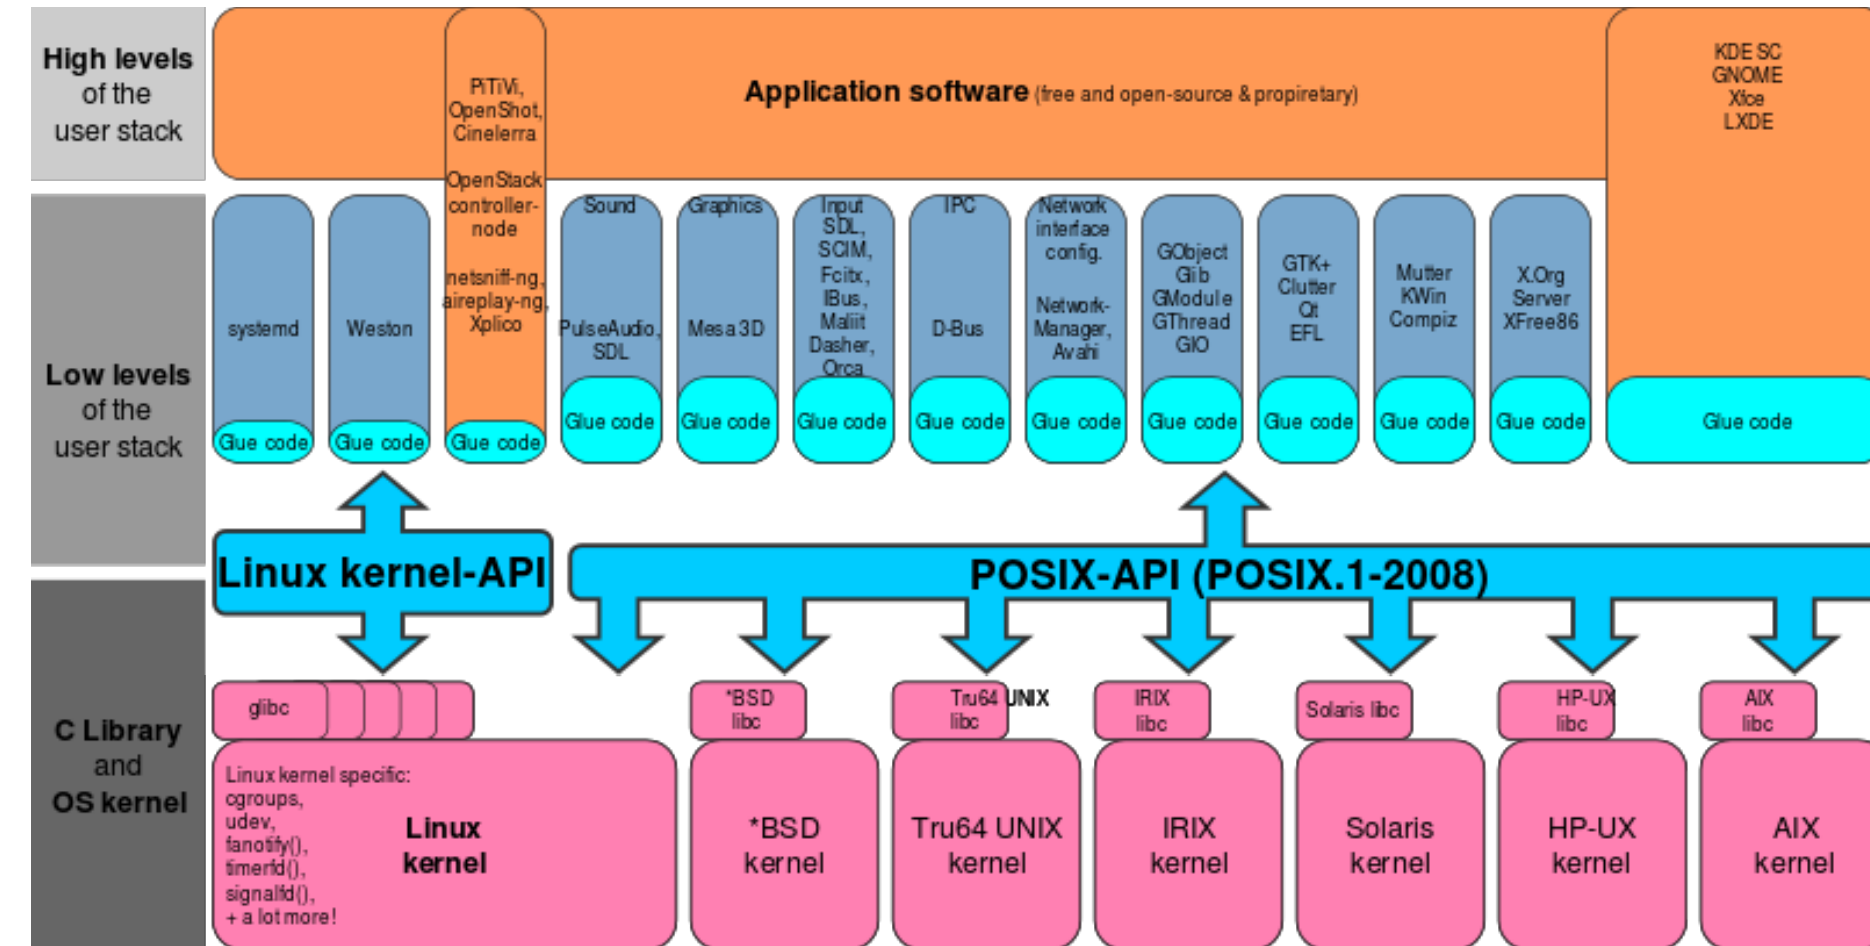 High levels
of the
user stack
Application software (free and open-source & propiretary)
PiTiVi,
OpenShot,
Cinelerra
OpenStack
controller-
node
netsniff-ng,
aireplay-ng,
Xplico
Glue code
KDE SC
GNOME
Xfce
LXDE
Glue code
Low levels
of the
user stack
systemd
Glue code
Weston
Glue code
Sound
PulseAudio,
SDL
Glue code
Graphics
Mesa 3D
Glue code
Input
SDL,
SCIM,
Fcitx,
IBus,
Maliit
Dasher,
Orca
Glue code
IPC
D-Bus
Glue code
Network
interface
config.
Network-
Manager,
Avahi
Glue code
GObject
Glib
GModule
GThread
GIO
Glue code
GTK+
Clutter
Qt
EFL
Glue code
Mutter
KWin
Compiz
Glue code
X.Org
Server
XFree86
Glue code
Linux kernel-API
POSIX-API (POSIX.1-2008)
C Library
and
OS kernel
glibc
Linux kernel specific:
cgroups,
udev,
fanotify(),
timerfd(),
signalfd(),
+ a lot more!
Linux
kernel
*BSD
libc
*BSD
kernel
Tru64 UNIX
libc
Tru64 UNIX
kernel
IRIX
libc
IRIX
kernel
Solaris libc
Solaris
kernel
HP-UX
libc
HP-UX
kernel
AIX
libc
AIX
kernel